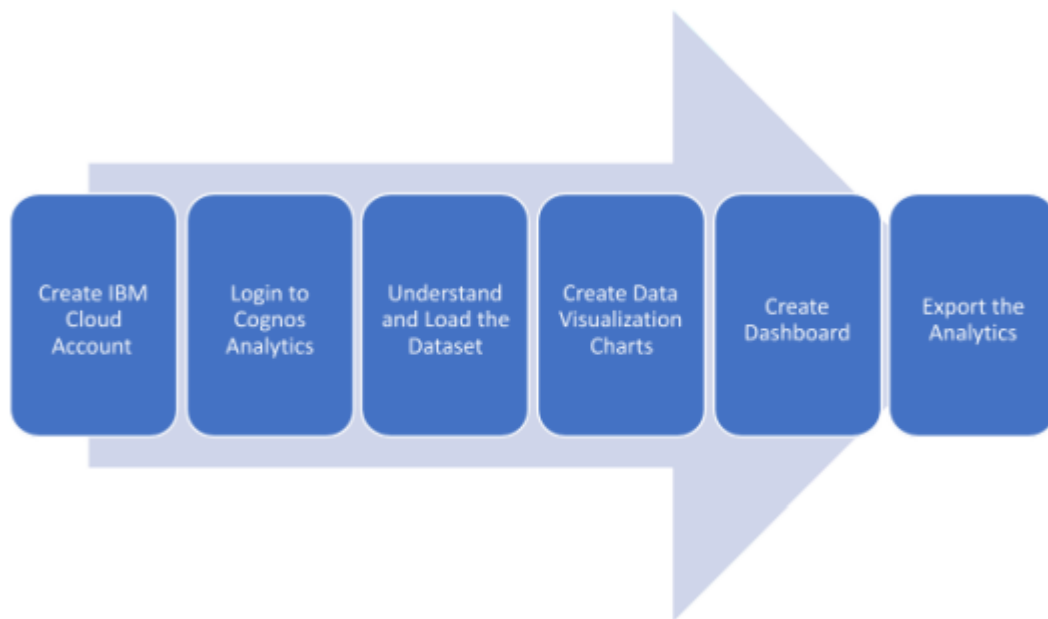 Create IBM
Cloud
Account
Login to
Cognos
Analytics
Understand
and Load the
Dataset
Create Data
Visualization
Charts
Create
Dashboard
Export the
Analytics